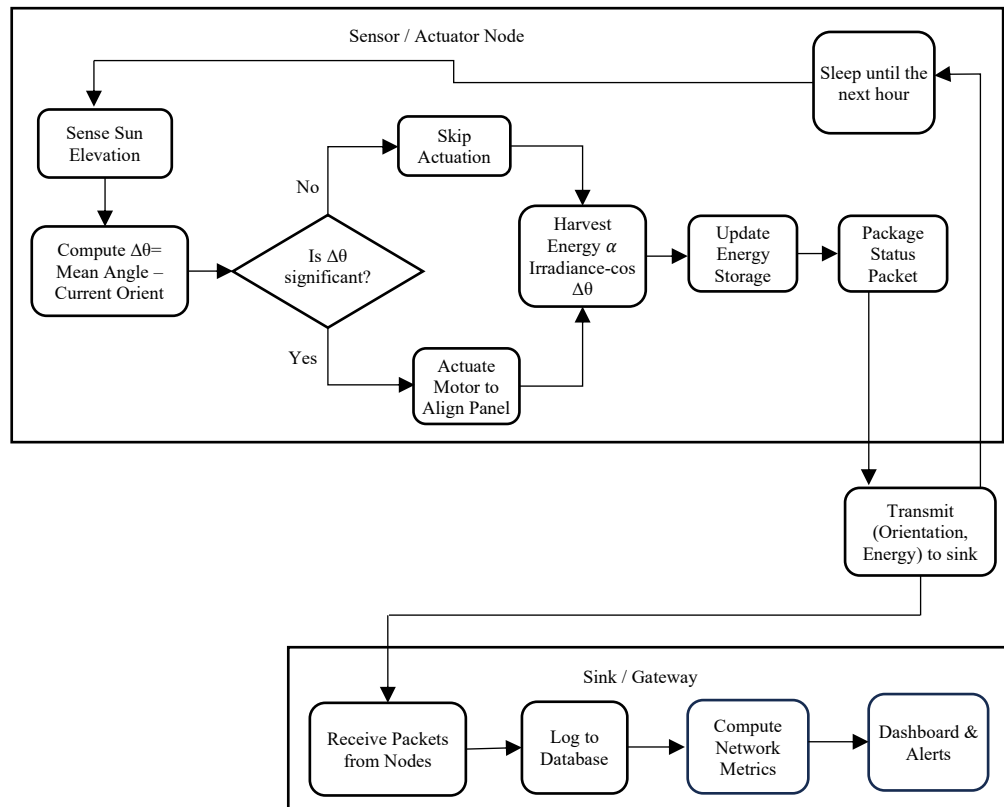 Sensor / Actuator Node
Sleep until the
next hour
Sense Sun
Elevation
Skip
Actuation
No
Compute Δθ=
Mean Angle –
Current Orient
Is Δθ
significant?
Harvest
Energy α
Irradiance-cos
Δθ
Update
Energy
Storage
Package
Status
Packet
Yes
Actuate
Motor to
Align Panel
Transmit
(Orientation,
Energy) to sink
Sink / Gateway
Receive Packets
from Nodes
Log to
Database
Compute
Network
Metrics
Dashboard &
Alerts